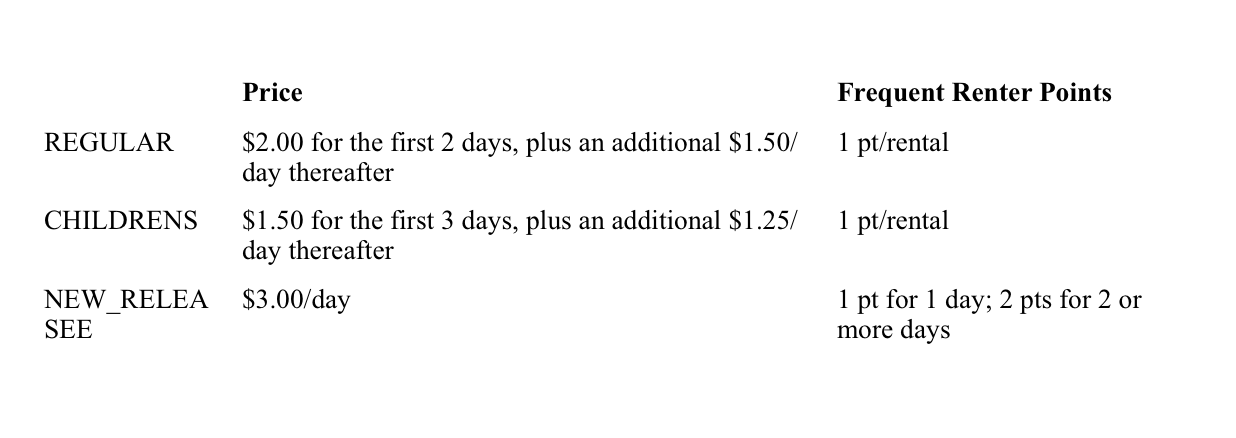 Price Frequent Renter Points
REGULAR $2.00 for the first 2 days, plus an additional $1.50/ 1 pt/rental
day thereafter
CHILDRENS $1.50 for the first 3 days, plus an additional $1.25/ 1 pt/rental
day thereafter
NEW_RELEA $3.00/day 1 pt for 1 day; 2 pts for 2 or
SEE more days